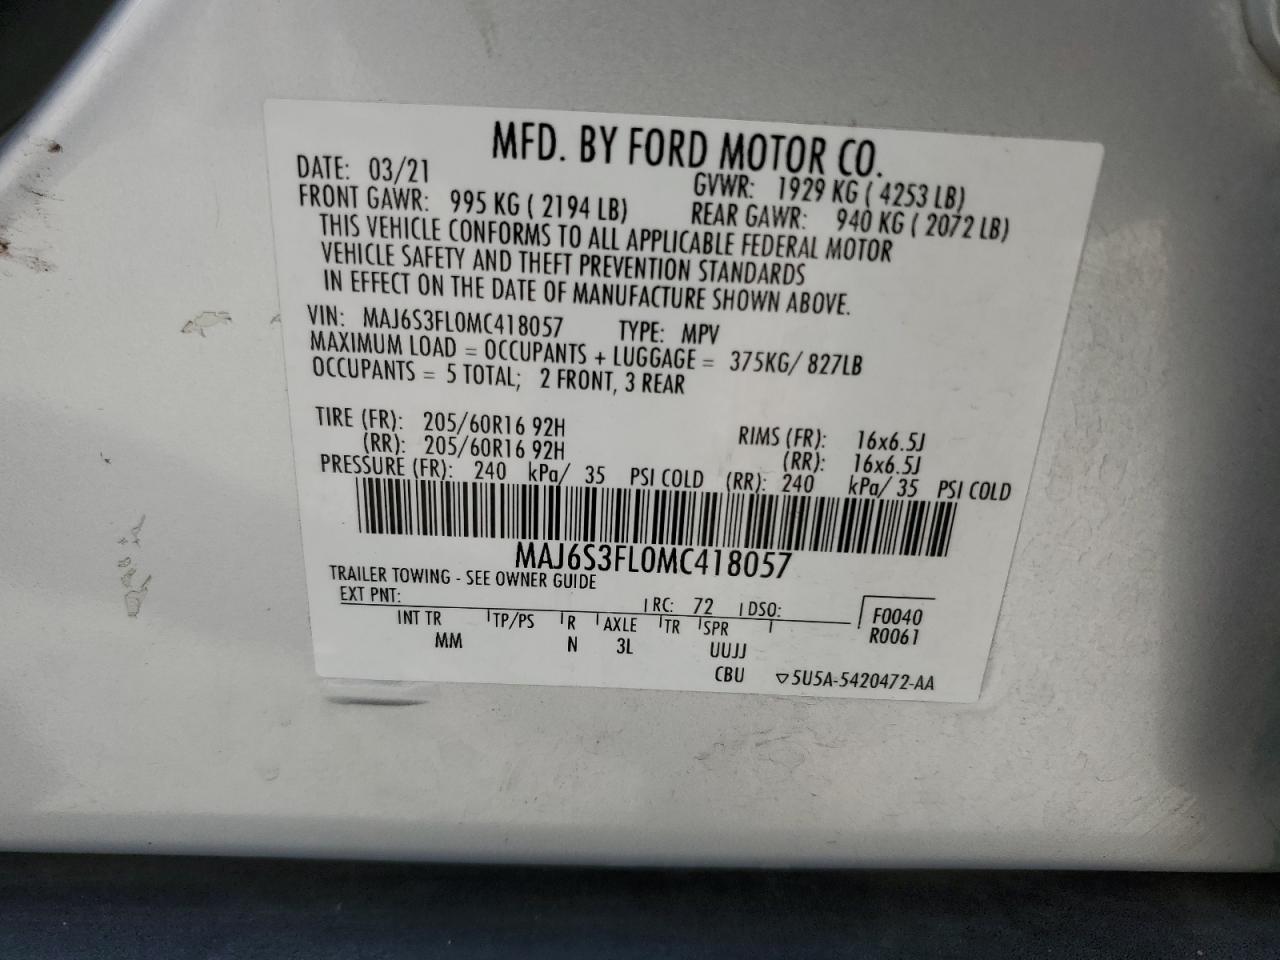 MFD. BY FORD MOTOR CO.
DATE: 03/21 GVWR: 1929 KG ( 4253 LB)
FRONT GAWR: 995 KG ( 2194 LB) REAR GAWR: 940 KG ( 2072 LB)
THIS VEHICLE CONFORMS TO ALL APPLICABLE FEDERAL MOTOR
VEHICLE SAFETY AND THEFT PREVENTION STANDARDS
IN EFFECT ON THE DATE OF MANUFACTURE SHOWN ABOVE.
VIN: MAJ6S3FL0MC418057 TYPE: MPV
MAXIMUM LOAD = OCCUPANTS + LUGGAGE = 375KG/ 827LB
OCCUPANTS = 5 TOTAL; 2 FRONT, 3 REAR
TIRE (FR): 205/60R16 92H RIMS (FR): 16x6.5J
(RR): 205/60R16 92H (RR): 16x6.5J
PRESSURE (FR): 240 kPa/ 35 PSI COLD (RR): 240 kPa/ 35 PSI COLD
MAJ6S3FL0MC418057
TRAILER TOWING - SEE OWNER GUIDE
EXT PNT: RC: 72 DSO: F0040
INT TR TP/PS R AXLE TR SPR R0061
MM N 3L UUJJ
CBU ▽5U5A-5420472-AA